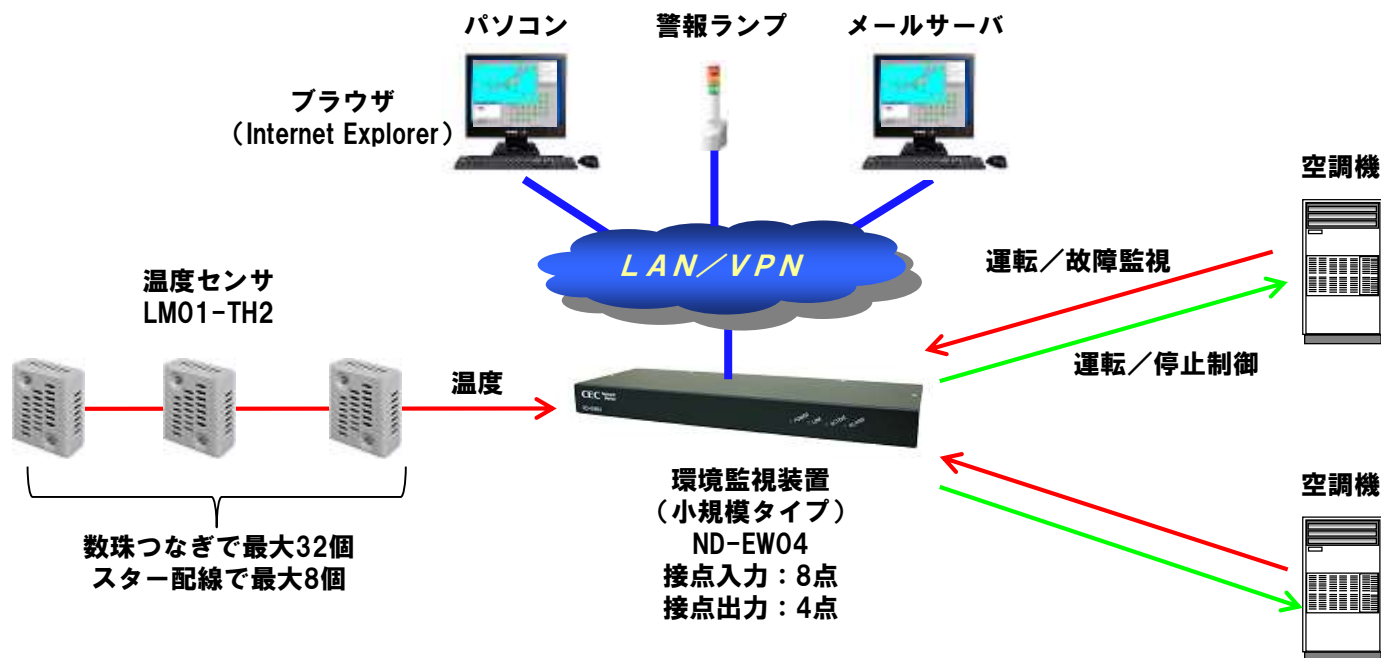 パソコン
警報ランプ
メールサーバ
ブラウザ
（Internet Explorer）
空調機
LAN／VPN
運転／故障監視
温度センサ
LM01-TH2
運転／停止制御
温度
CEC
環境監視装置
（小規模タイプ）
ND-EW04
接点入力：8点
接点出力：4点
空調機
数珠つなぎで最大32個
スター配線で最大8個